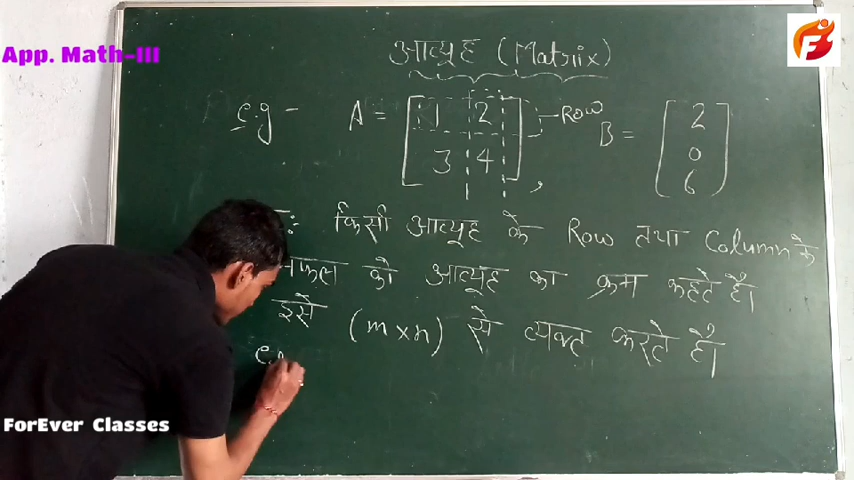 App. Math-III
आव्यूह (Matrix)
e.g - A = [1 2 3 4], Row B = [2 0 6]
किसी आव्यूह के Row तथा Column के
को आव्यूह का क्रम कहते हैं।
इसे (m×n) से व्यक्त करते हैं।
ForEver Classes